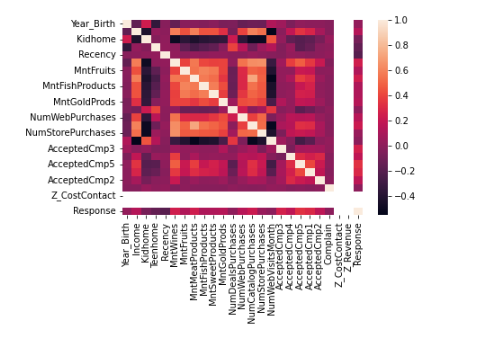 Year_Birth
Kidhome
Recency
MntFruits
MntFishProducts
MntGoldProds
NumWebPurchases
NumStorePurchases
AcceptedCmp3
AcceptedCmp5
AcceptedCmp2
Z_CostContact
Response
1.0
0.8
0.6
0.4
0.2
0.0
−0.2
−0.4
Year_Birth
Income
Kidhome
Teenhome
Recency
MntWines
MntFruits
MntMeatProducts
MntFishProducts
MntSweetProducts
MntGoldProds
NumDealsPurchases
NumWebPurchases
NumCatalogPurchases
NumStorePurchases
NumWebVisitsMonth
AcceptedCmp3
AcceptedCmp4
AcceptedCmp5
AcceptedCmp1
AcceptedCmp2
Complain
Z_CostContact
Z_Revenue
Response